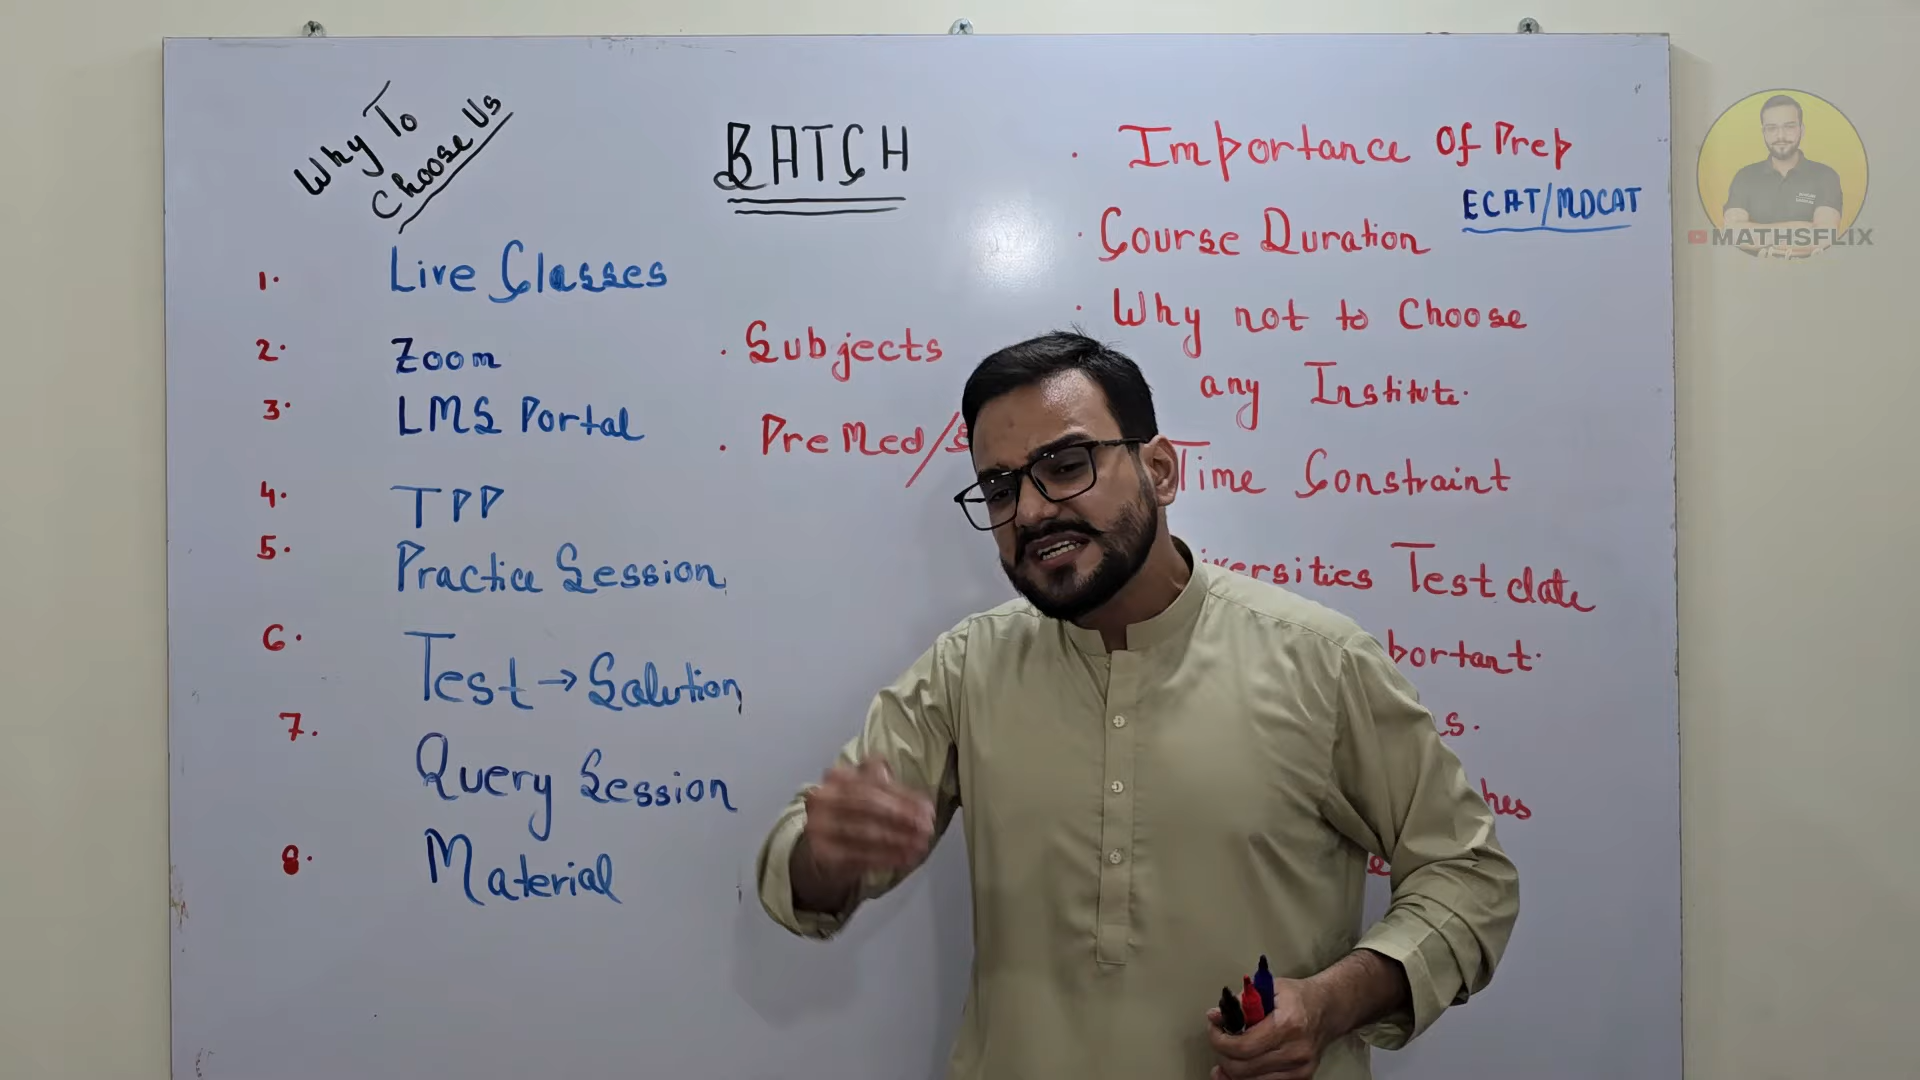 Why To
Choose Us
1. Live Classes
2. Zoom
3. LMS Portal
4. TPP
5. Practice Session
6. Test → Solution
7. Query Session
8. Material
BATCH
. Subjects
. Pre Med/
. Importance Of Prep
ECAT/MDCAT
. Course Duration
. Why not to Choose
any Institute.
Time Constraint
Test date
MATHSFLIX